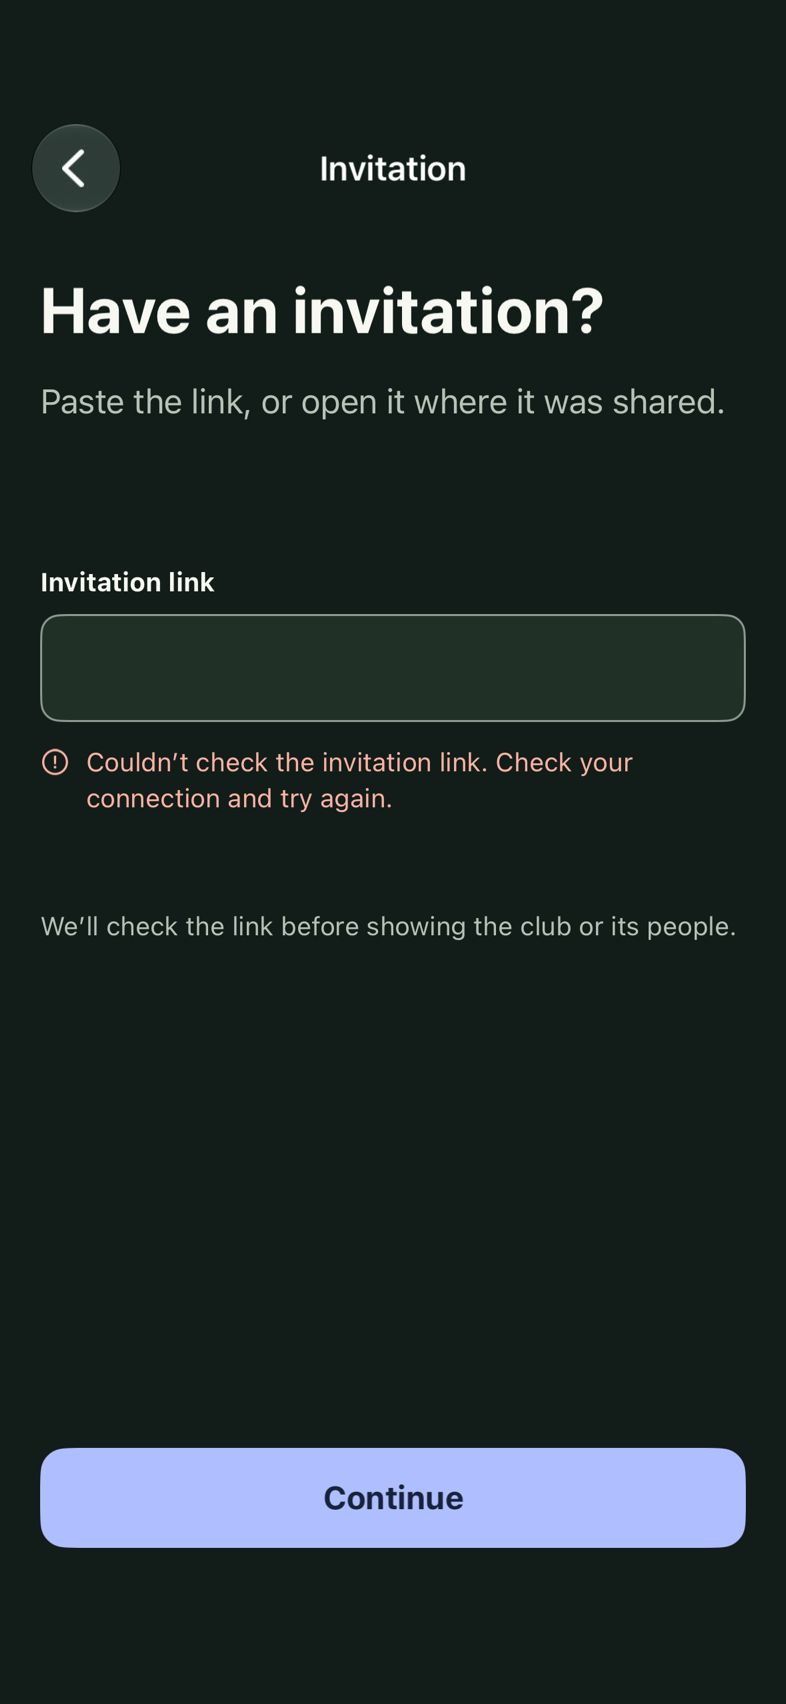 Invitation
Have an invitation?
Paste the link, or open it where it was shared.
Invitation link
Couldn’t check the invitation link. Check your
connection and try again.
We’ll check the link before showing the club or its people.
Continue